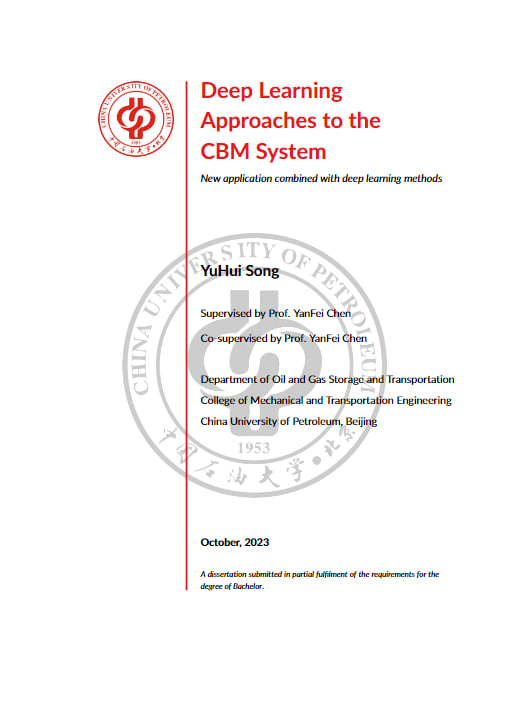 CHINA UNIVERSITY OF PETROLEUM
1953
中国石油大学•北京
Deep Learning
Approaches to the
CBM System
New application combined with deep learning methods
CHINA UNIVERSITY OF PETROLEUM
YuHui Song
Supervised by Prof. YanFei Chen
Co-supervised by Prof. YanFei Chen
Department of Oil and Gas Storage and Transportation
College of Mechanical and Transportation Engineering
China University of Petroleum, Beijing
1953
中国石油大学•北京
October, 2023
A dissertation submitted in partial fulfilment of the requirements for the
degree of Bachelor.